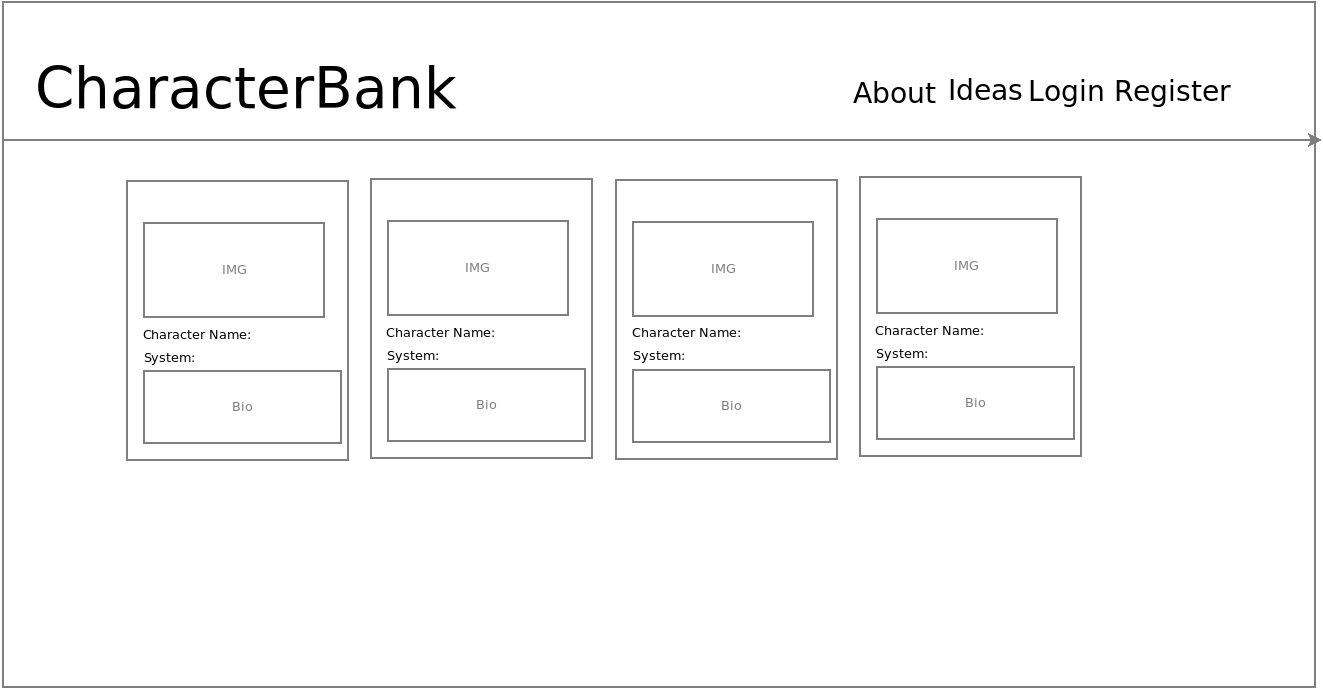 CharacterBank
About Ideas Login Register
IMG
Character Name:
System:
Bio
IMG
Character Name:
System:
Bio
IMG
Character Name:
System:
Bio
IMG
Character Name:
System:
Bio